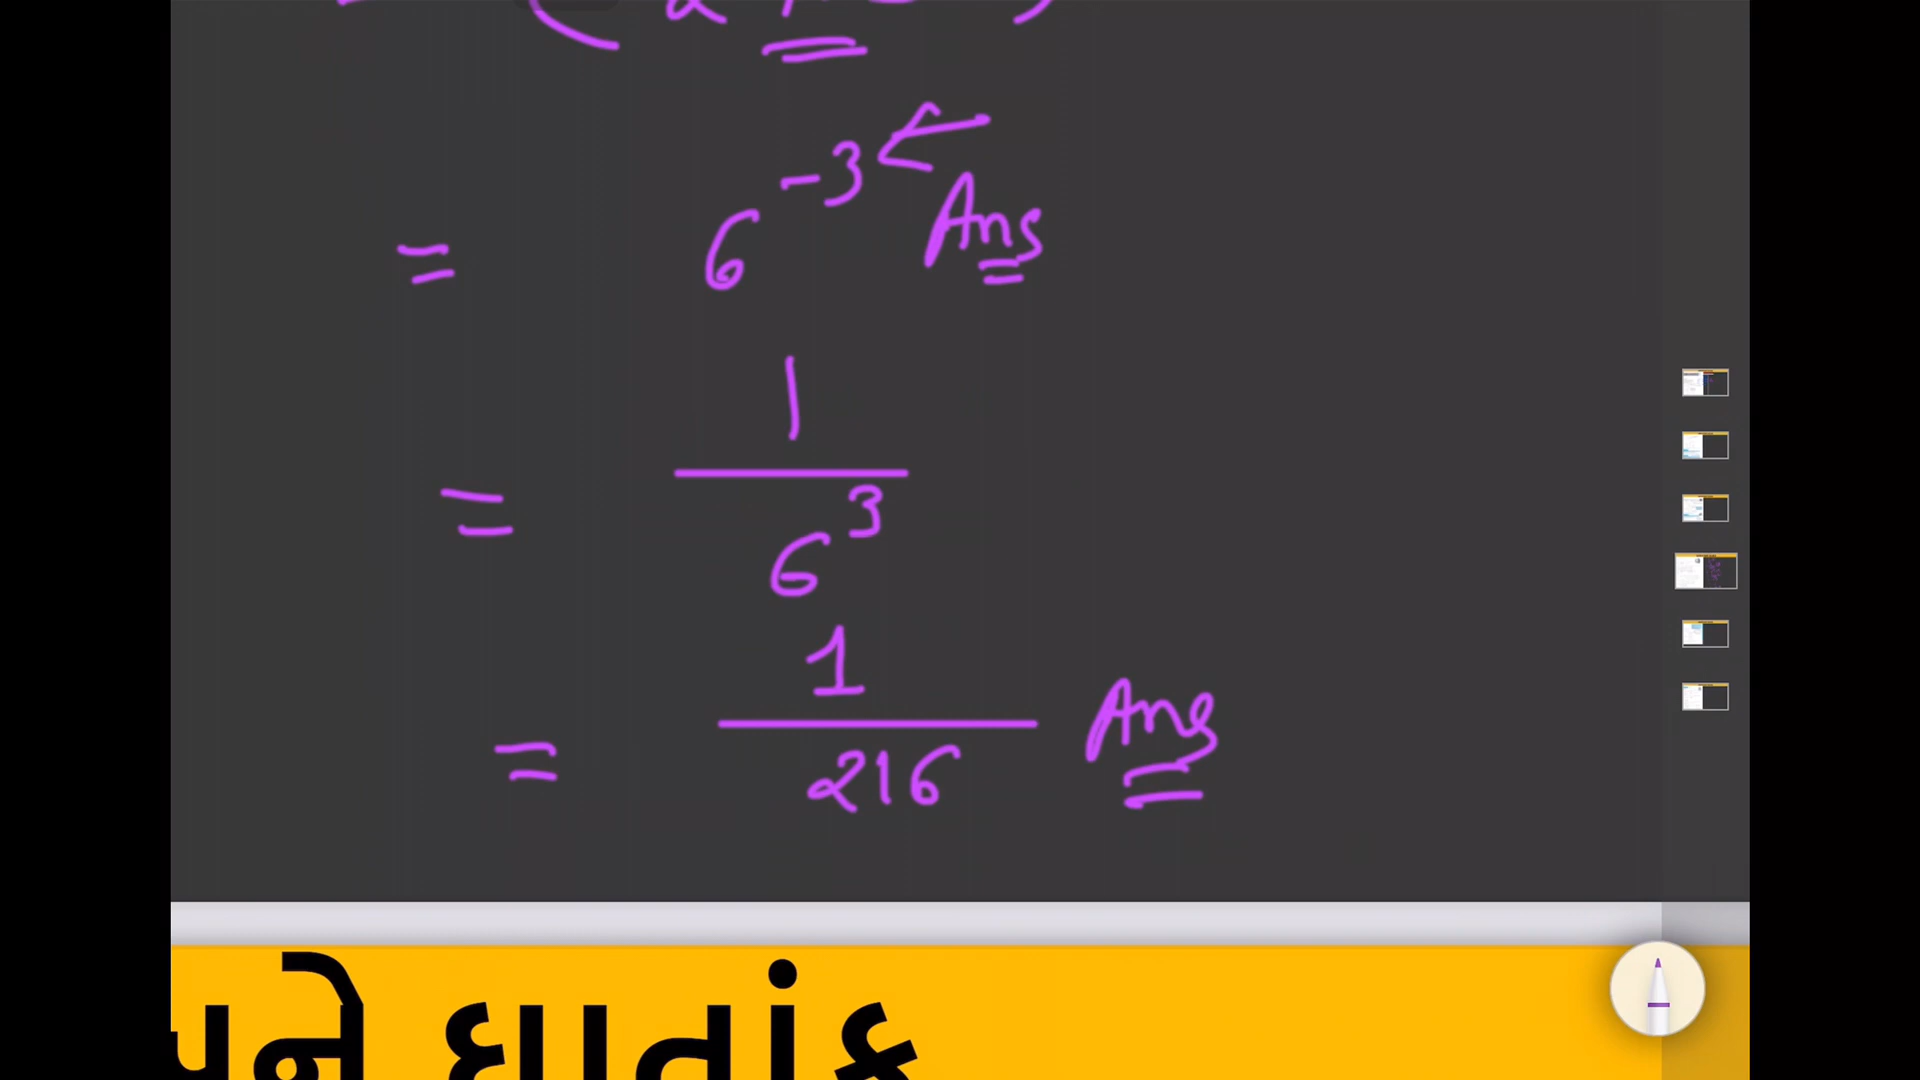 = 6⁻³ Ans
= 1/6³
= 1/216 Ans
ને ઘાતાંક